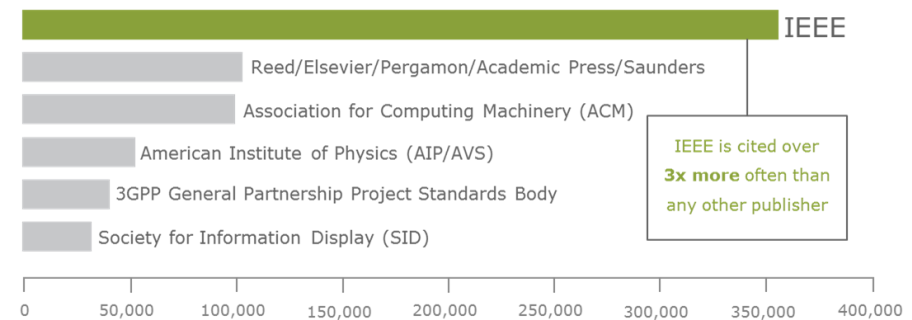 IEEE
Reed/Elsevier/Pergamon/Academic Press/Saunders
Association for Computing Machinery (ACM)
American Institute of Physics (AIP/AVS)
3GPP General Partnership Project Standards Body
Society for Information Display (SID)
IEEE is cited over
3x more often than
any other publisher
0 50,000 100,000 150,000 200,000 250,000 300,000 350,000 400,000